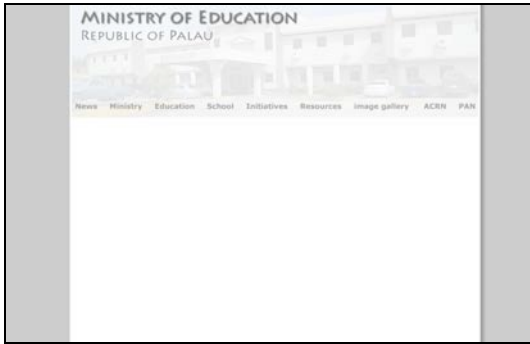 MINISTRY OF EDUCATION
REPUBLIC OF PALAU
News Ministry Education School Initiatives Resources image gallery ACRN PAN